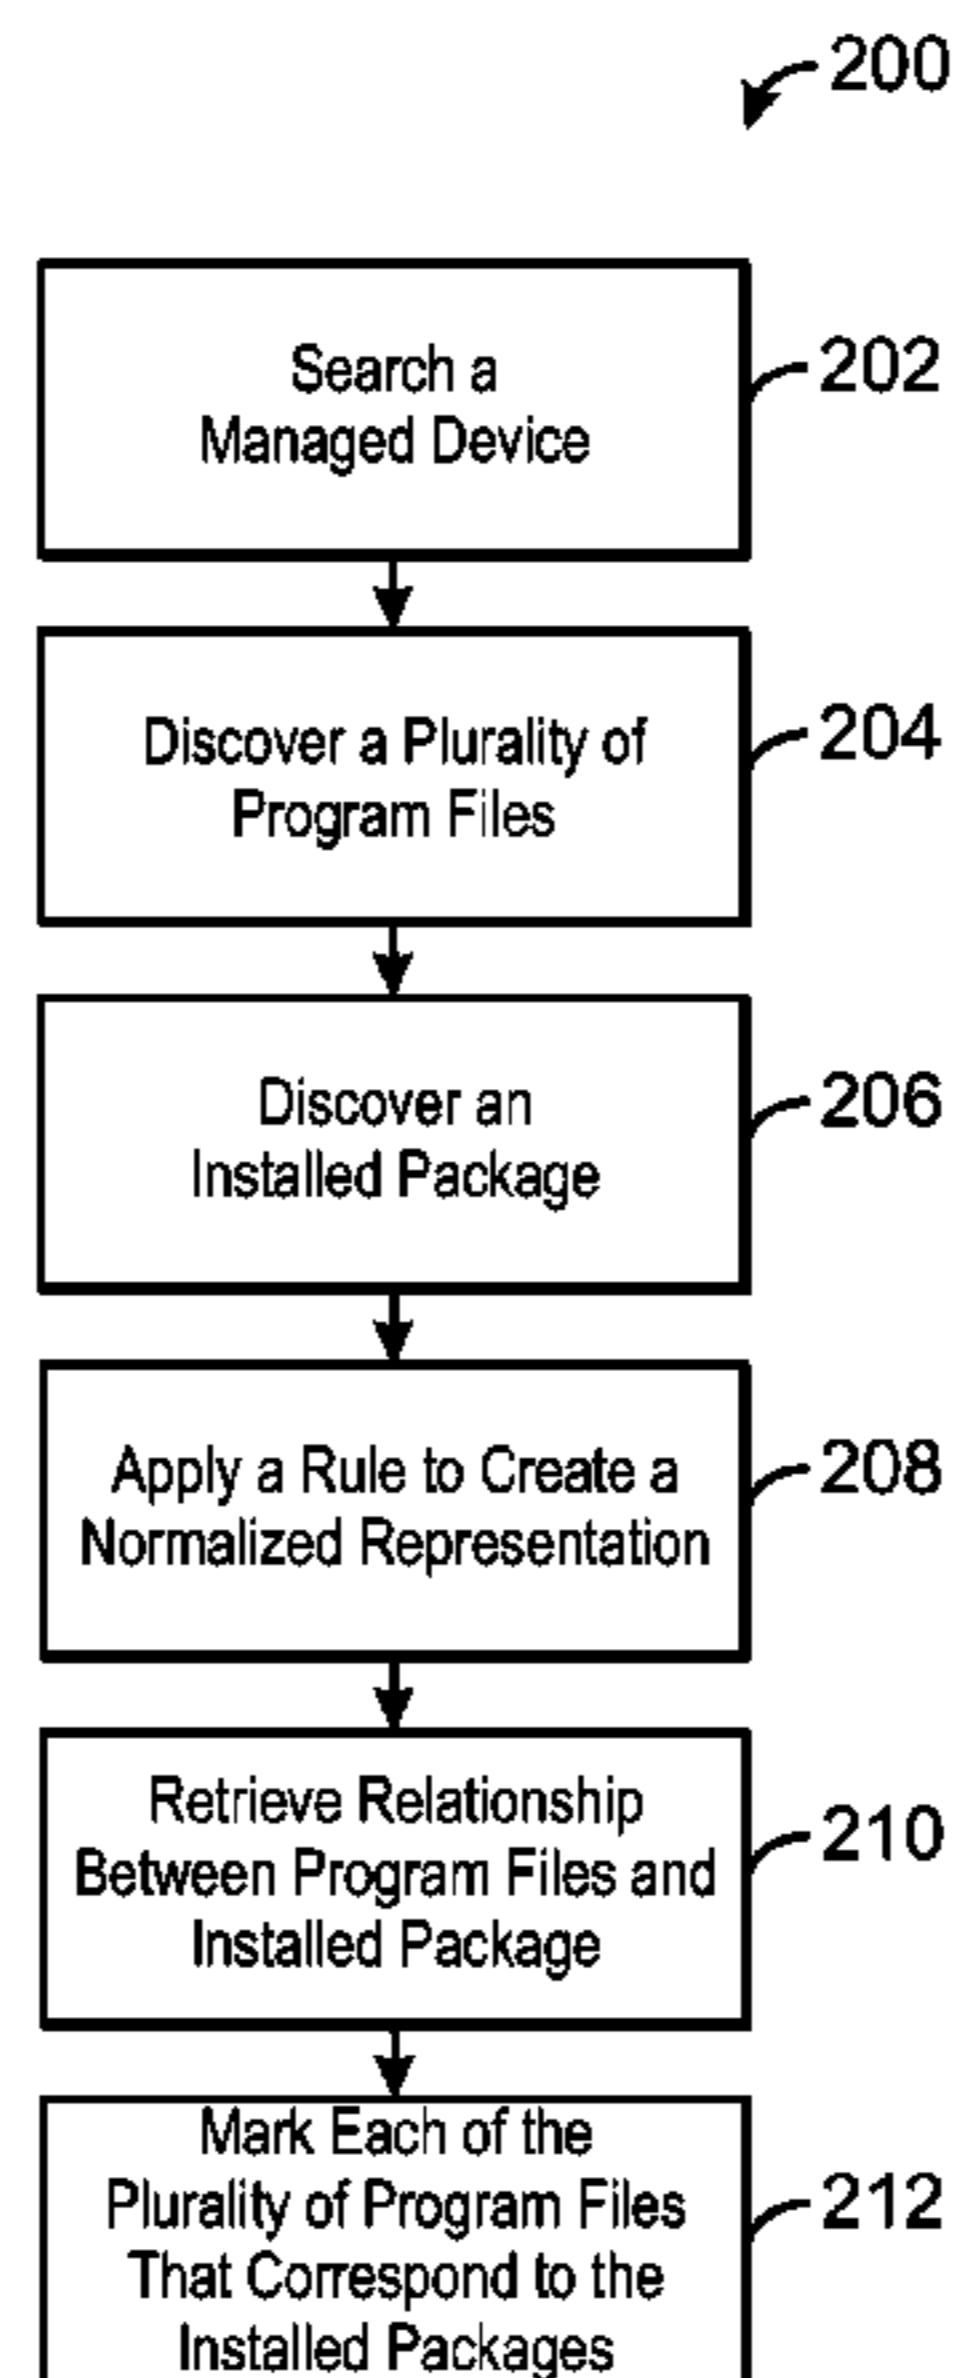 200
Search a
Managed Device
202
Discover a Plurality of
Program Files
204
Discover an
Installed Package
206
Apply a Rule to Create a
Normalized Representation
208
Retrieve Relationship
Between Program Files and
Installed Package
210
Mark Each of the
Plurality of Program Files
That Correspond to the
Installed Packages
212